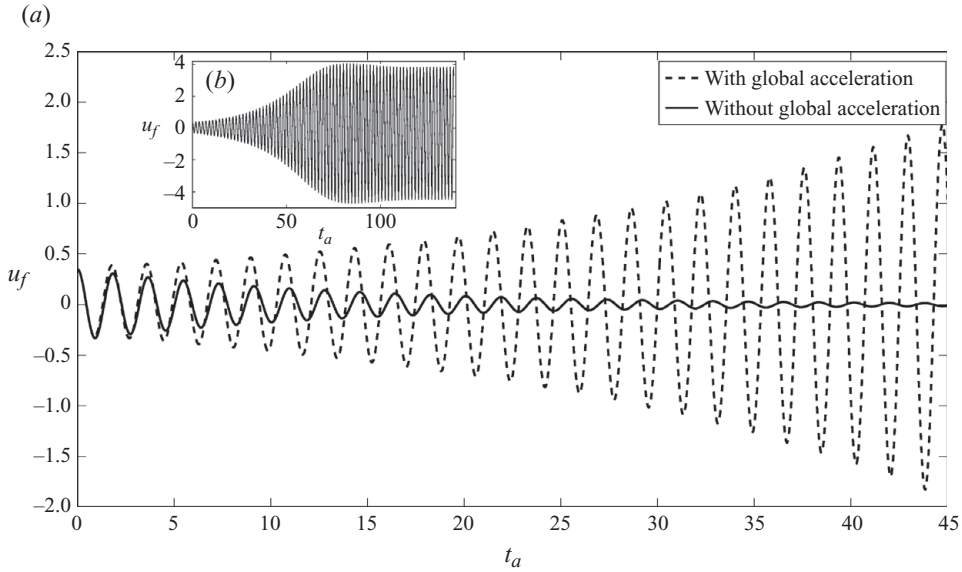 (a)
2.5
2.0
1.5
1.0
0.5
0
–0.5
–1.0
–1.5
–2.0
u_f
0 5 10 15 20 25 30 35 40 45
t_a
(b)
4
2
0
–2
–4
u_f
0 50 100
t_a
With global acceleration
Without global acceleration